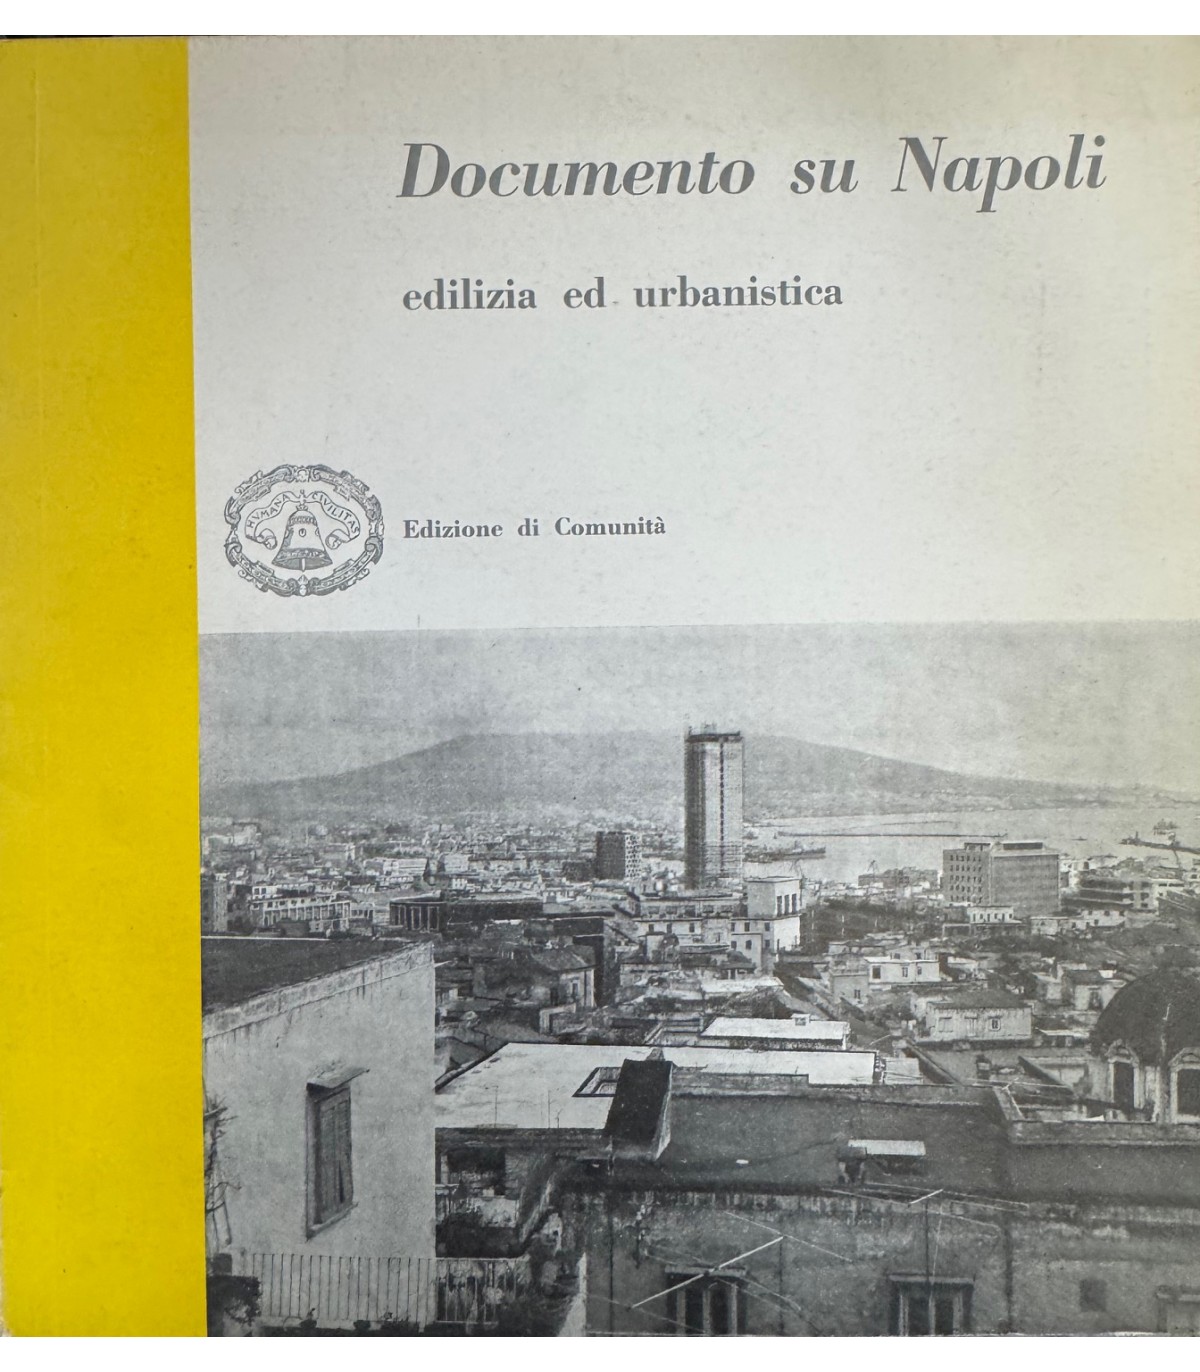 Documento su Napoli
edilizia ed urbanistica
HVMANA CIVILITAS
Edizione di Comunità